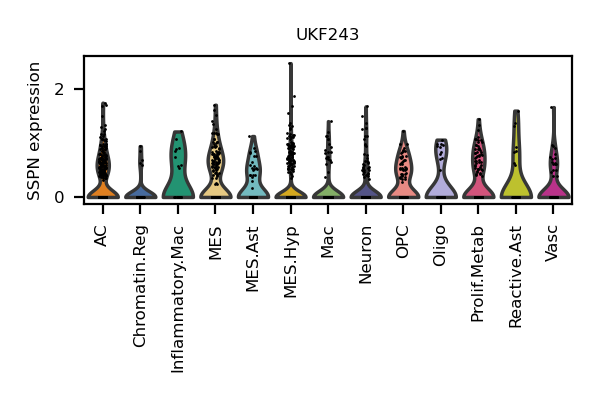 UKF243
SSPN expression
2
0
AC
Chromatin.Reg
Inflammatory.Mac
MES
MES.Ast
MES.Hyp
Mac
Neuron
OPC
Oligo
Prolif.Metab
Reactive.Ast
Vasc